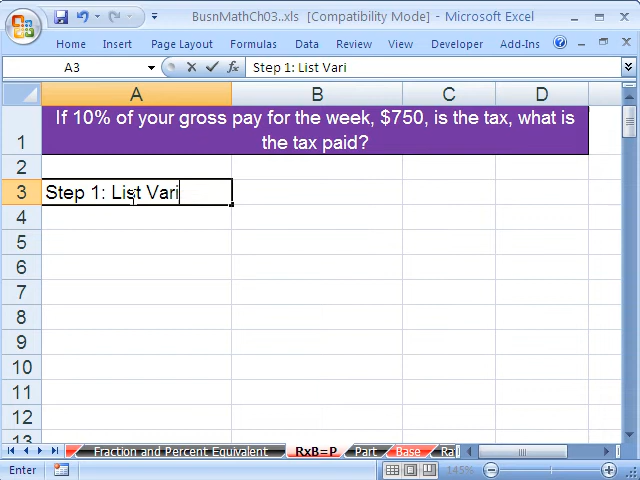 BusnMathCh03..xls [Compatibility Mode] - Microsoft Excel
Home Insert Page Layout Formulas Data Review View Developer Add-Ins
A3 fx Step 1: List Vari
A B C D
1 If 10% of your gross pay for the week, $750, is the tax, what is
the tax paid?
2
3 Step 1: List Vari
4
5
6
7
8
9
10
11
12
13
Fraction and Percent Equivalent RxB=P Part Base Ra
Enter 145%